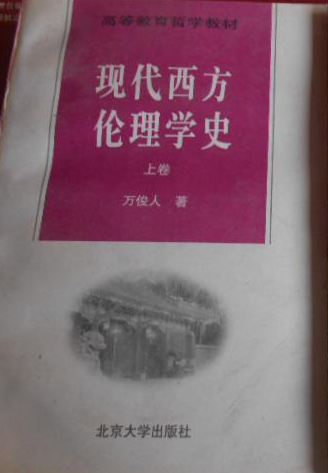 高等教育哲学教材
现代西方
伦理学史
上卷
万俊人 著
北京大学出版社